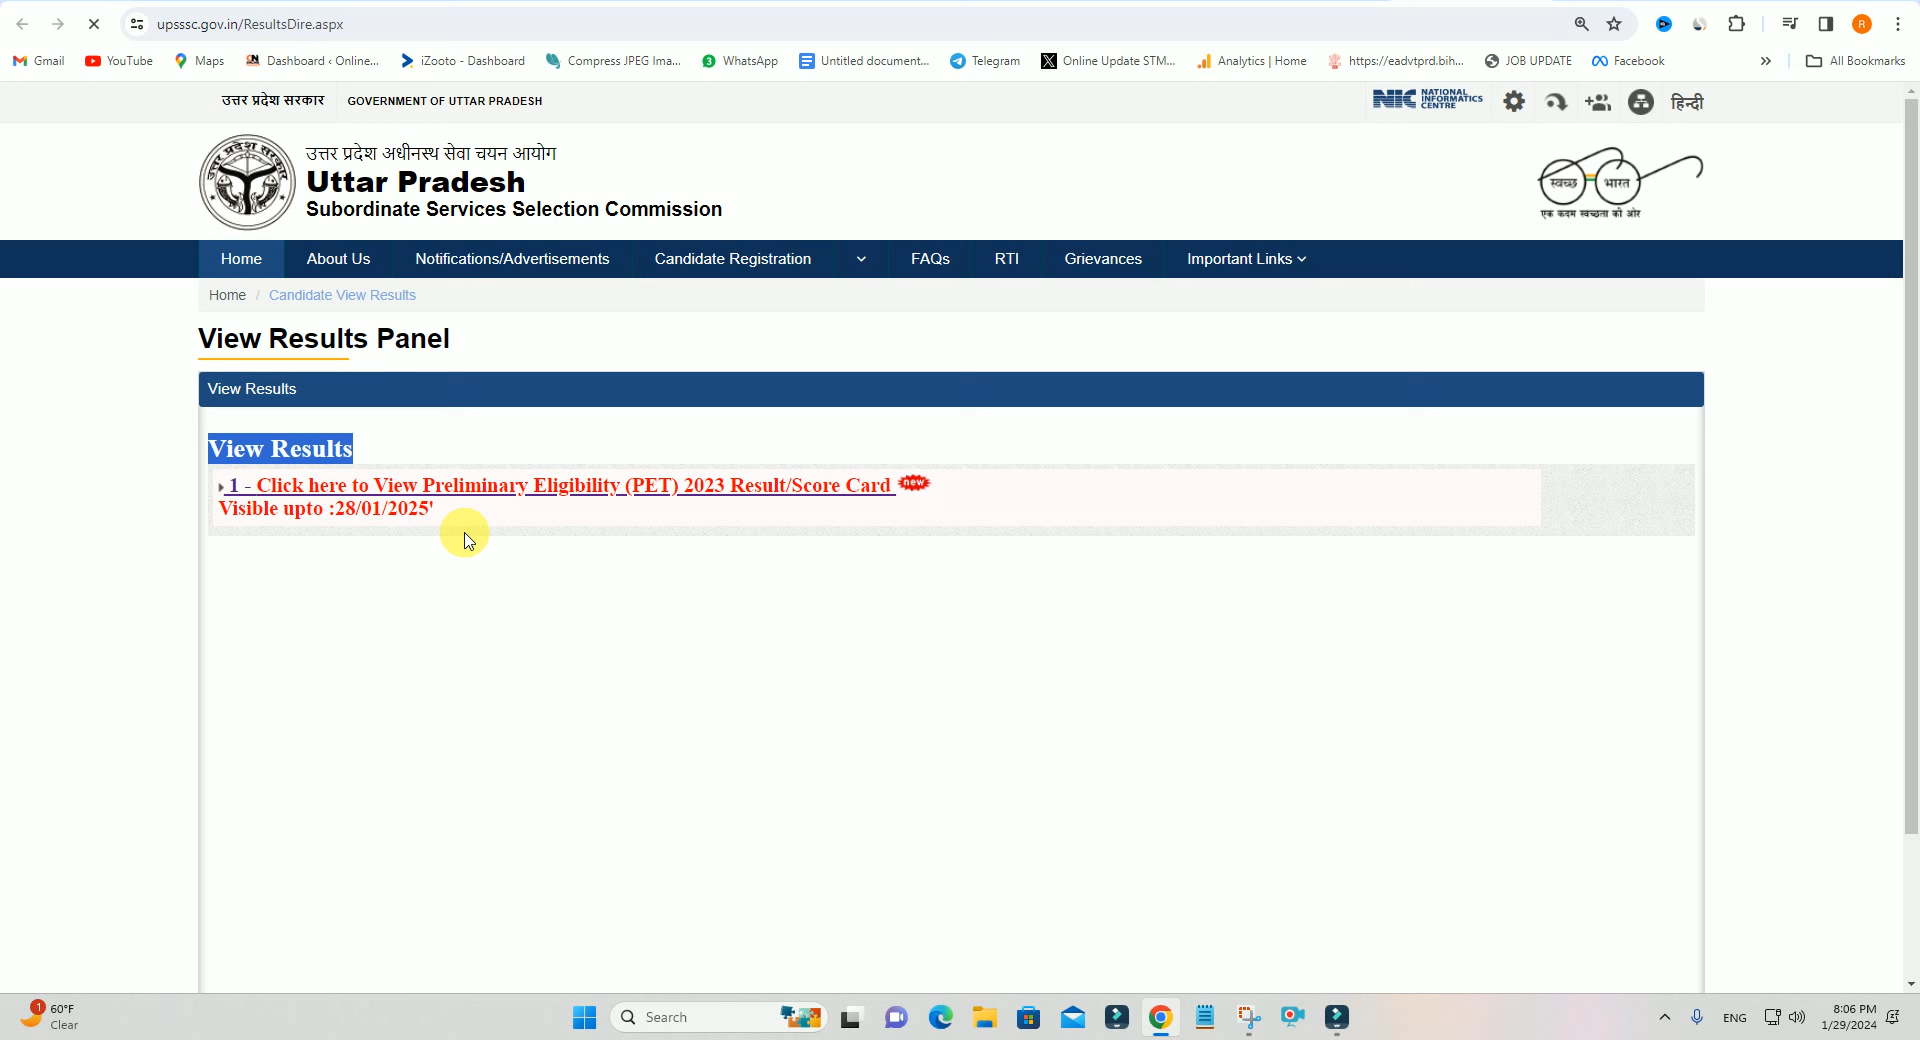 upsssc.gov.in/ResultsDire.aspx
R
Gmail YouTube Maps Dashboard ‹ Online... iZooto - Dashboard Compress JPEG Ima... WhatsApp Untitled document... Telegram Online Update STM... Analytics | Home https://eadvtprd.bih... JOB UPDATE Facebook » All Bookmarks
उत्तर प्रदेश सरकार GOVERNMENT OF UTTAR PRADESH
NIC NATIONAL INFORMATICS CENTRE हिन्दी
उत्तर प्रदेश अधीनस्थ सेवा चयन आयोग
Uttar Pradesh
Subordinate Services Selection Commission
स्वच्छ भारत
एक कदम स्वच्छता की ओर
Home About Us Notifications/Advertisements Candidate Registration FAQs RTI Grievances Important Links
Home / Candidate View Results
View Results Panel
View Results
View Results
1 - Click here to View Preliminary Eligibility (PET) 2023 Result/Score Card new
Visible upto :28/01/2025'
1 60°F
Clear
Search
ENG
8:06 PM
1/29/2024